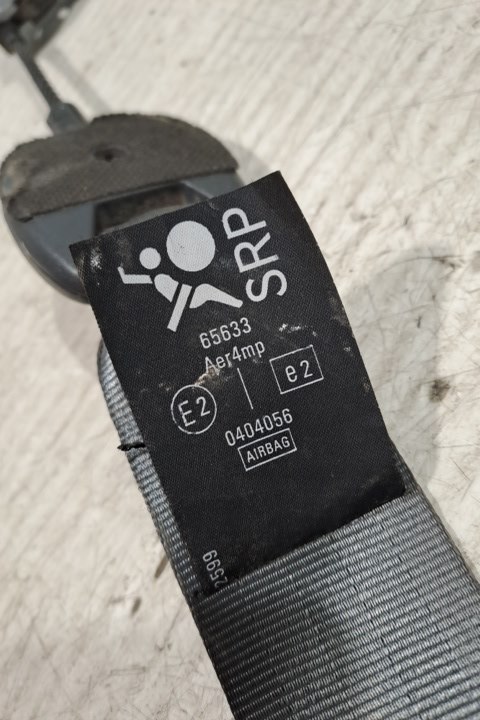 SRP
65633
Aer4mp
E2
e2
0404056
AIRBAG
2599